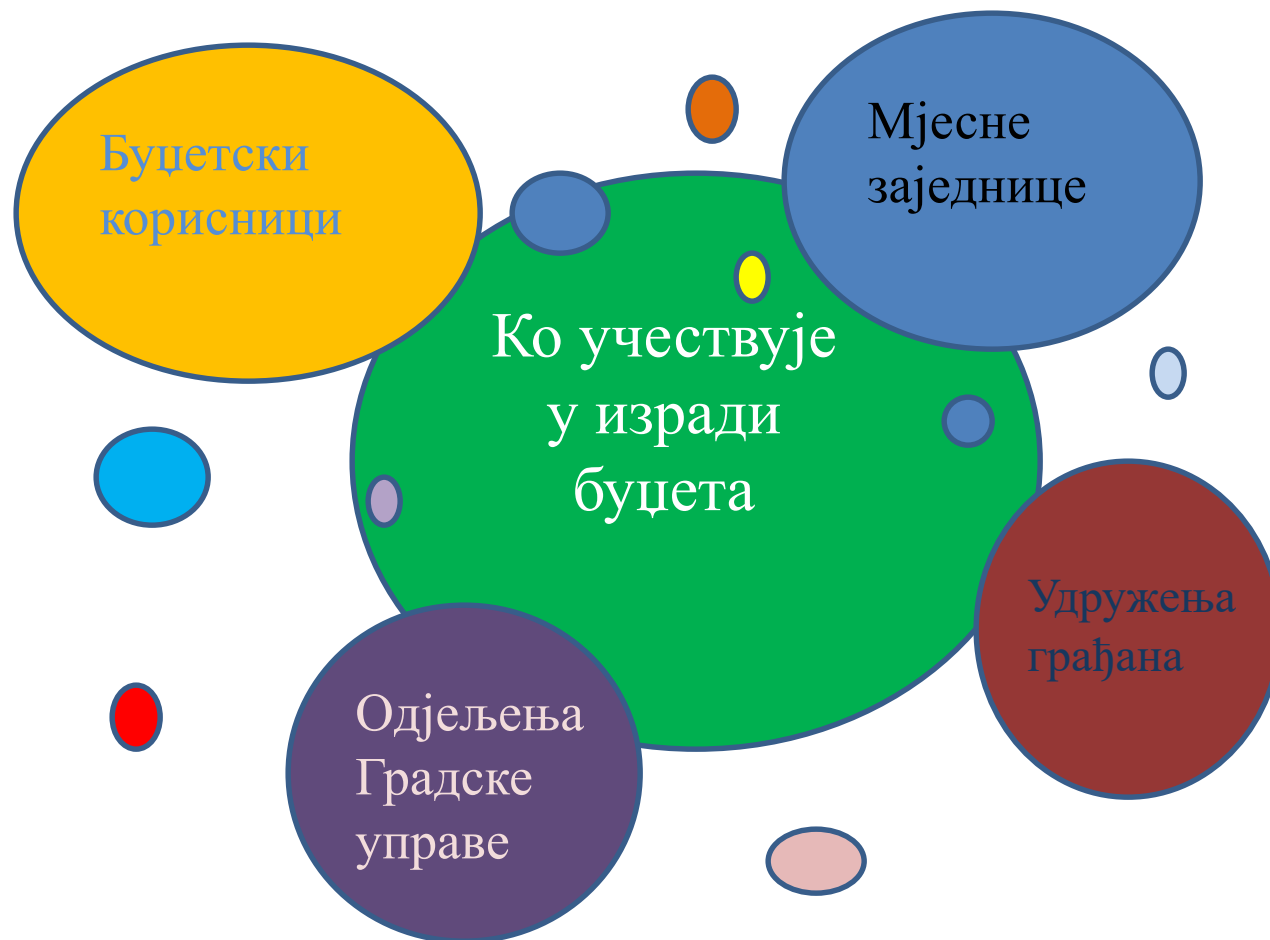 Буџетски
корисници
Мјесне
заједнице
Ко учествује
у изради
буџета
Удружења
грађана
Одјељења
Градске
управе